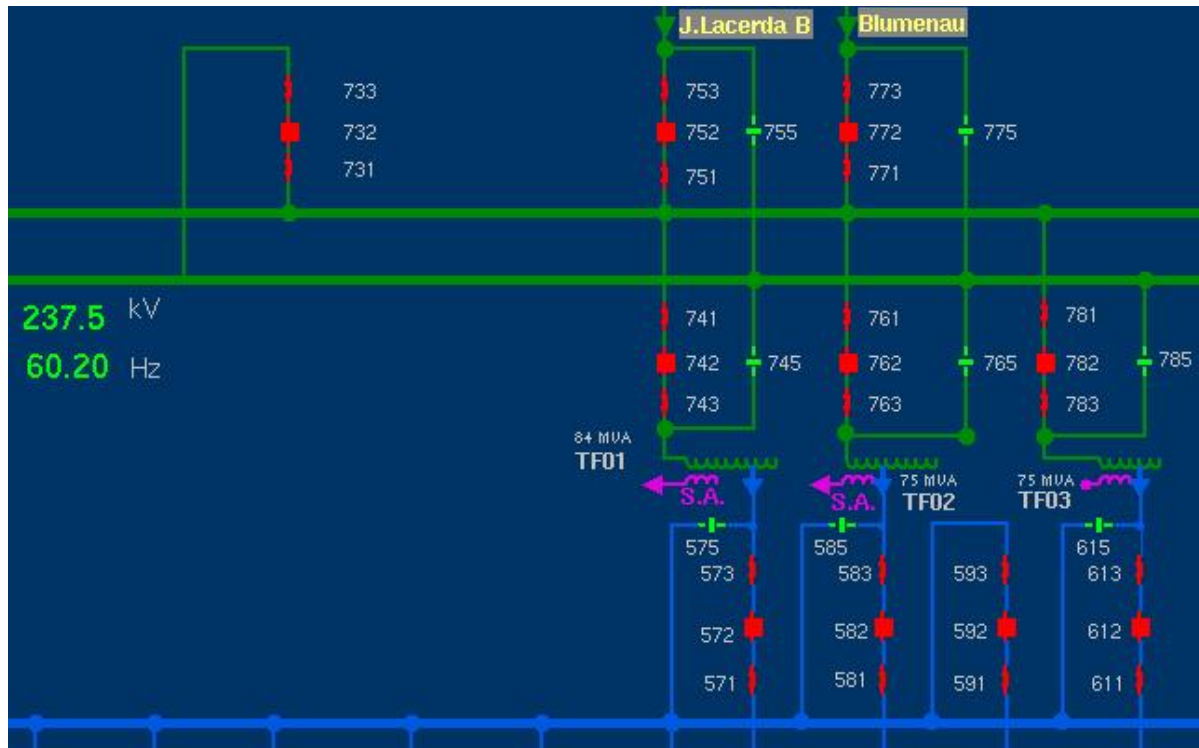 J.Lacerda B Blumenau
733 753 773
732 752 755 772 775
731 751 771
237.5 kV
60.20 Hz
741 761 781
742 745 762 765 782 785
743 763 783
84 MVA
TF01
S.A. S.A.
75 MVA
TF02
75 MVA
TF03
575 585 615
573 583 593 613
572 582 592 612
571 581 591 611